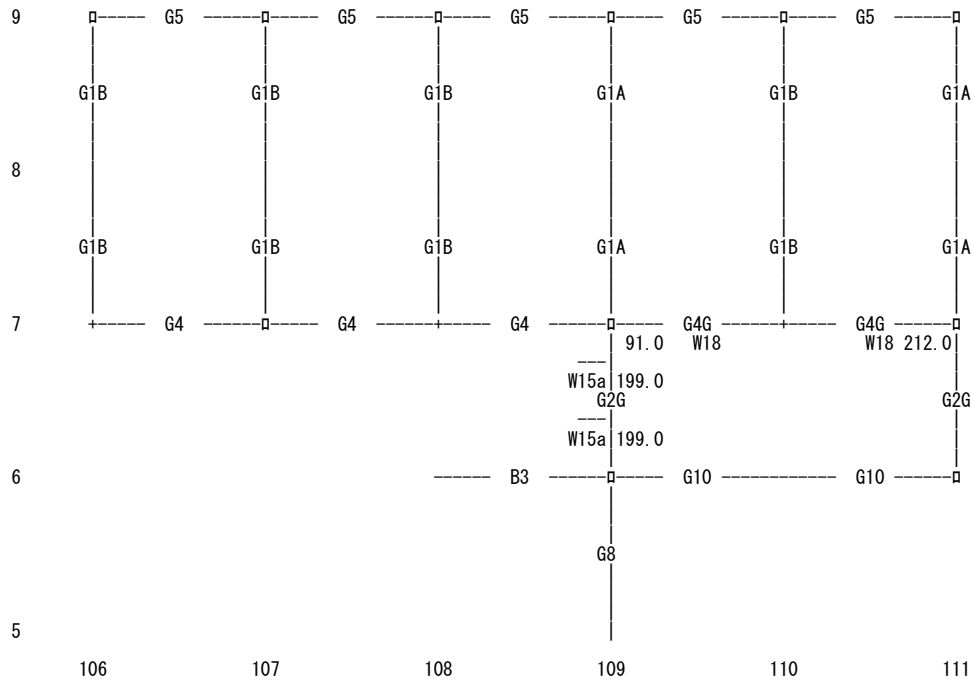 9 G5 G5 G5 G5 G5
G1B G1B G1B G1A G1B G1A
8
G1B G1B G1B G1A G1B G1A
7 G4 G4 G4 G4G G4G
91.0 W18 W18 212.0
W15a 199.0
G2G G2G
W15a 199.0
6 B3 G10 G10
G8
5
106 107 108 109 110 111